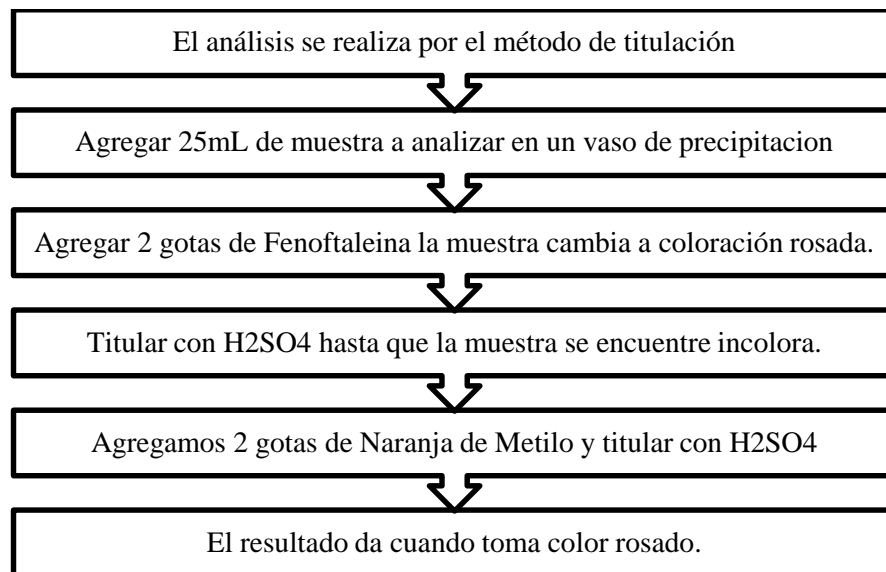 El análisis se realiza por el método de titulación
Agregar 25mL de muestra a analizar en un vaso de precipitacion
Agregar 2 gotas de Fenoftaleina la muestra cambia a coloración rosada.
Titular con H2SO4 hasta que la muestra se encuentre incolora.
Agregamos 2 gotas de Naranja de Metilo y titular con H2SO4
El resultado da cuando toma color rosado.